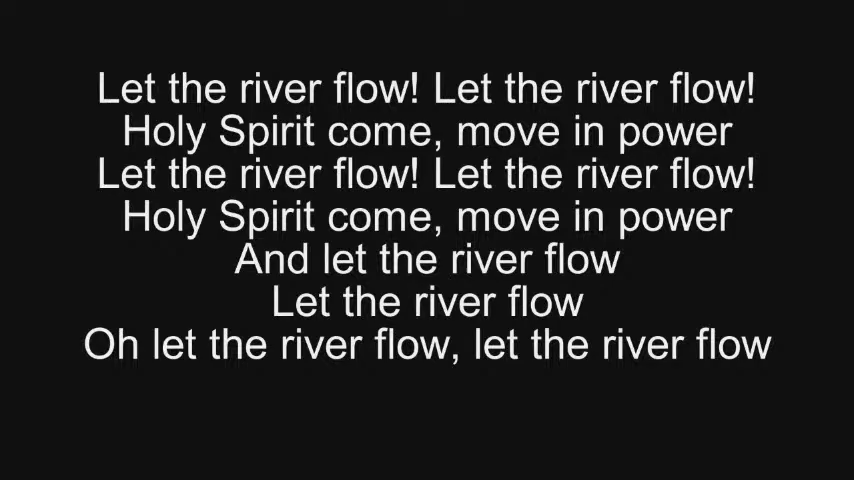 Let the river flow! Let the river flow!
Holy Spirit come, move in power
Let the river flow! Let the river flow!
Holy Spirit come, move in power
And let the river flow
Let the river flow
Oh let the river flow, let the river flow